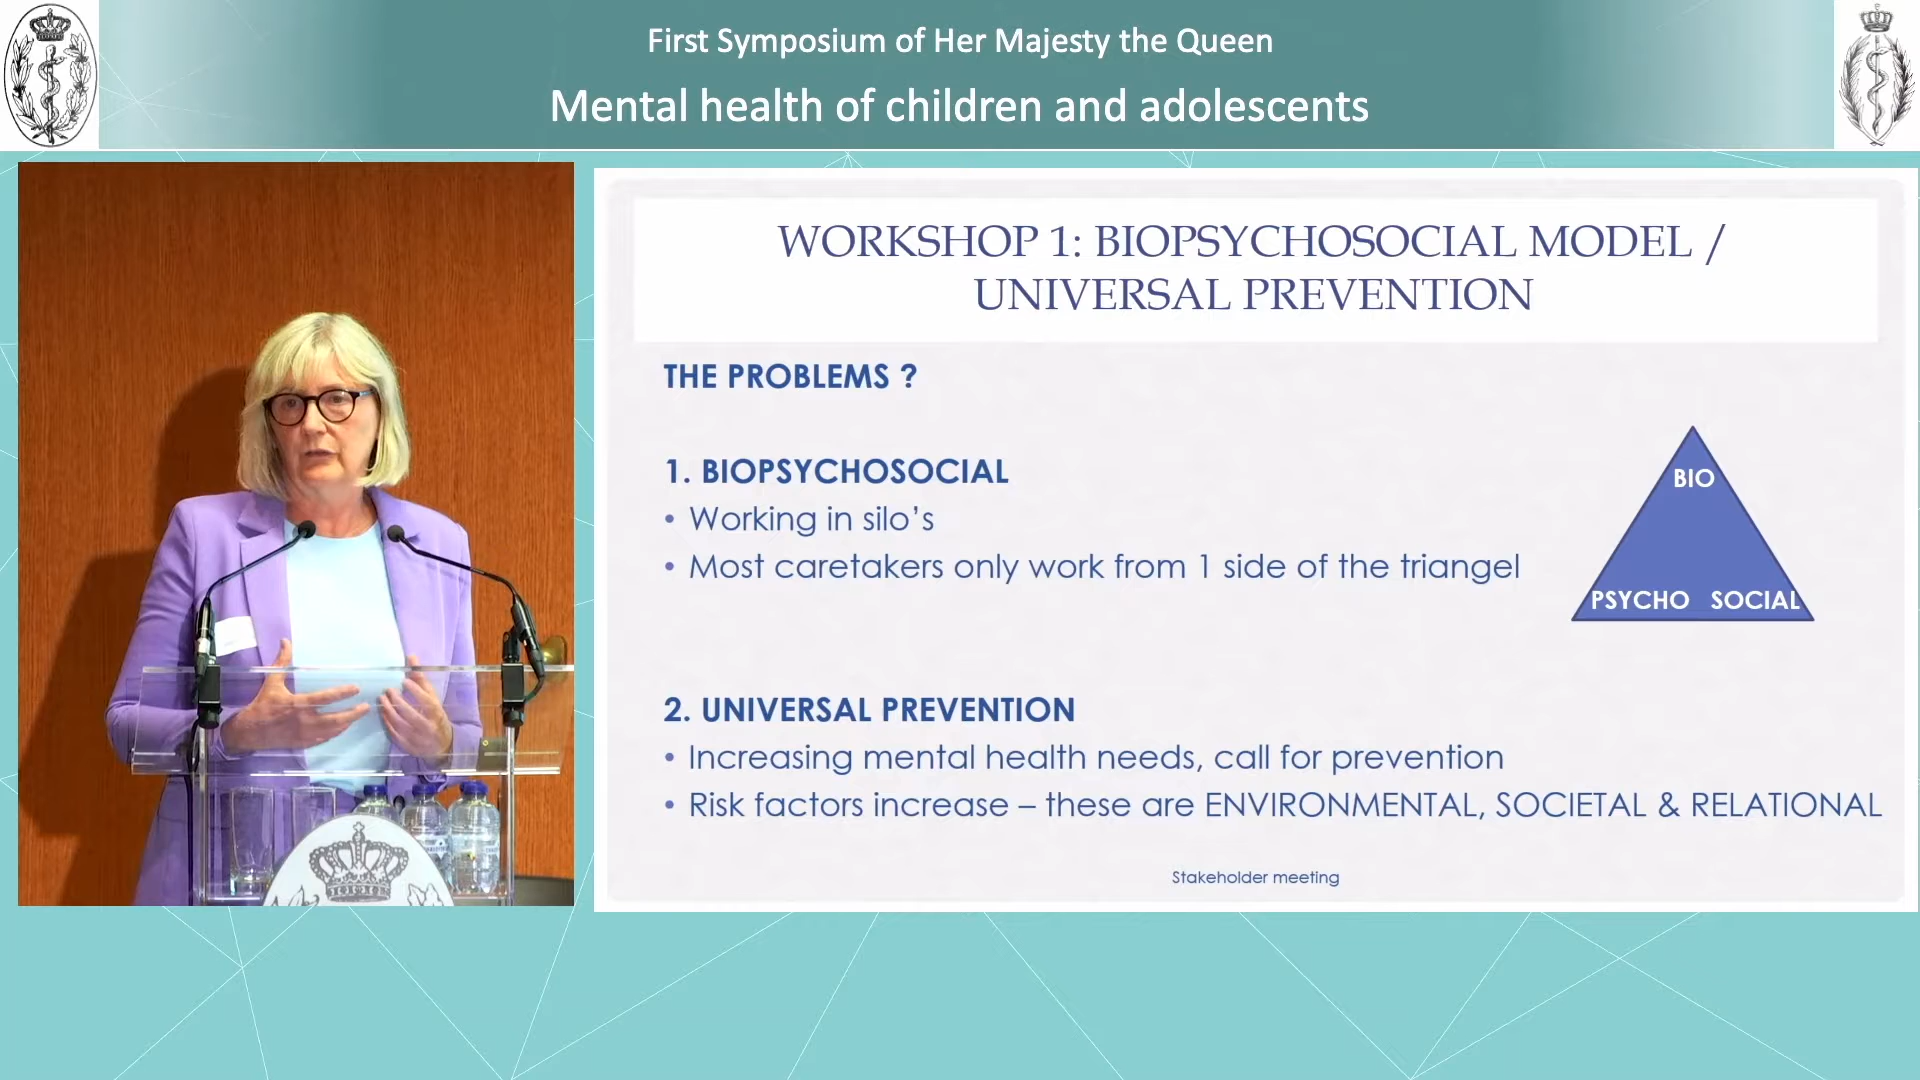 First Symposium of Her Majesty the Queen
Mental health of children and adolescents
WORKSHOP 1: BIOPSYCHOSOCIAL MODEL /
UNIVERSAL PREVENTION
THE PROBLEMS ?
1. BIOPSYCHOSOCIAL
• Working in silo’s
• Most caretakers only work from 1 side of the triangel
BIO
PSYCHO SOCIAL
2. UNIVERSAL PREVENTION
• Increasing mental health needs, call for prevention
• Risk factors increase – these are ENVIRONMENTAL, SOCIETAL & RELATIONAL
Stakeholder meeting